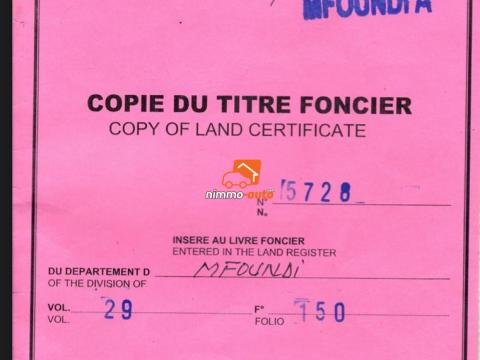 MFOUNDI A
COPIE DU TITRE FONCIER
COPY OF LAND CERTIFICATE
nimmo-auto
N° 5728
N.
INSERE AU LIVRE FONCIER
ENTERED IN THE LAND REGISTER
DU DEPARTEMENT D MFOUNDI
OF THE DIVISION OF
VOL. 29 F° 150
VOL. FOLIO